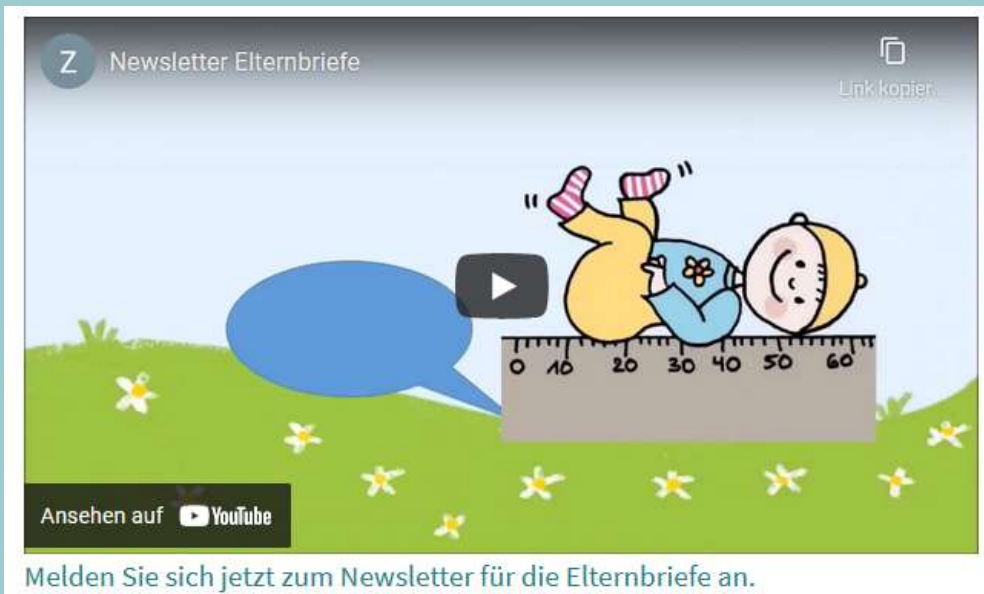 Z Newsletter Elternbriefe
Link kopier.
0 10 20 30 40 50 60
Ansehen auf YouTube
Melden Sie sich jetzt zum Newsletter für die Elternbriefe an.